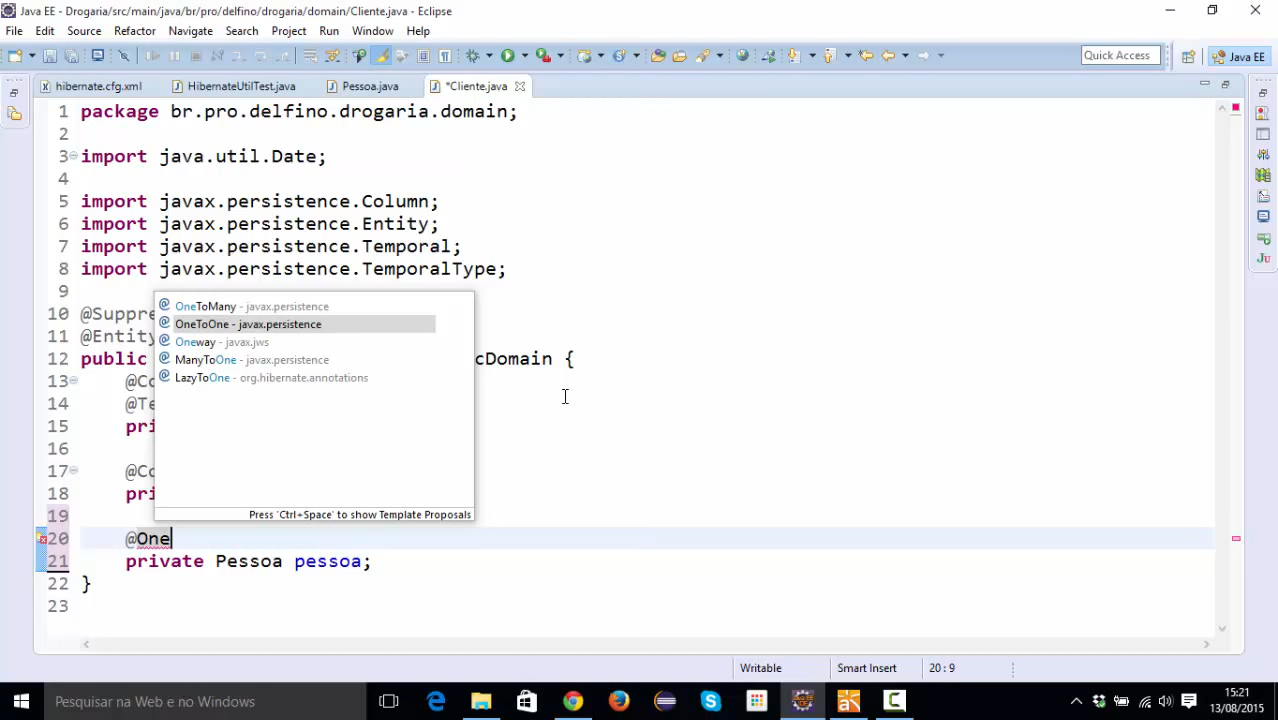 Java EE - Drogaria/src/main/java/br/pro/delfino/drogaria/domain/Cliente.java - Eclipse
File Edit Source Refactor Navigate Search Project Run Window Help
Quick Access Java EE
hibernate.cfg.xml HibernateUtilTest.java Pessoa.java *Cliente.java
1 package br.pro.delfino.drogaria.domain;
2
3 import java.util.Date;
4
5 import javax.persistence.Column;
6 import javax.persistence.Entity;
7 import javax.persistence.Temporal;
8 import javax.persistence.TemporalType;
9
10 @Suppre
11 @Entity
12 public cDomain {
13 @Co
14 @Te
15 pri
16
17 @Co
18 pri
19
20 @One
21 private Pessoa pessoa;
22 }
23
OneToMany - javax.persistence
OneToOne - javax.persistence
Oneway - javax.jws
ManyToOne - javax.persistence
LazyToOne - org.hibernate.annotations
Press 'Ctrl+Space' to show Template Proposals
Writable Smart Insert 20 : 9
Pesquisar na Web e no Windows
15:21
13/08/2015